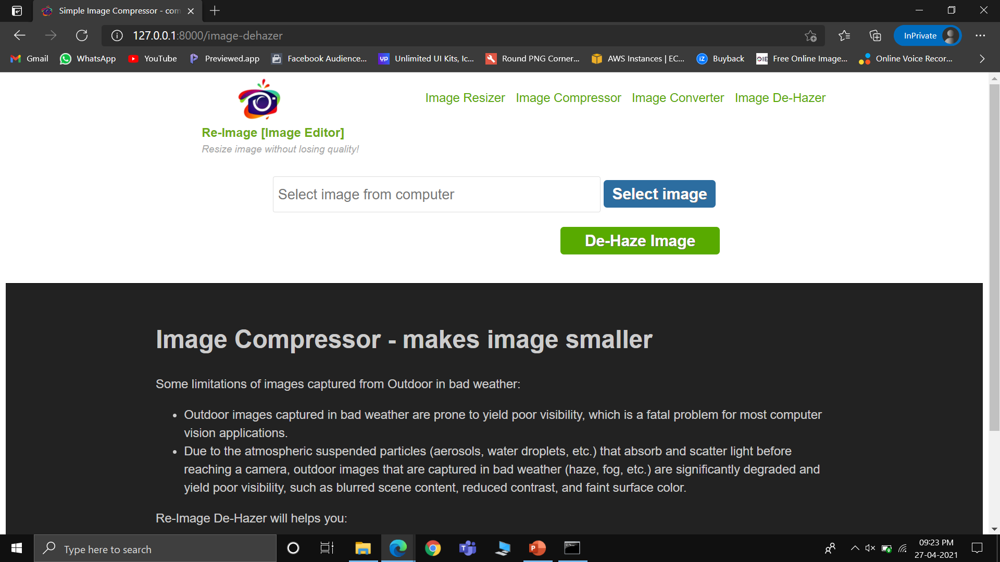 Simple Image Compressor - com
127.0.0.1:8000/image-dehazer
InPrivate
Gmail
WhatsApp
YouTube
Previewed.app
Facebook Audience...
up
Unlimited UI Kits, Ic...
Round PNG Corner...
AWS Instances | EC...
iZ
Buyback
OIE
Free Online Image...
Online Voice Recor...
Image Resizer
Image Compressor
Image Converter
Image De-Hazer
Re-Image [Image Editor]
Resize image without losing quality!
Select image from computer
Select image
De-Haze Image
Image Compressor - makes image smaller
Some limitations of images captured from Outdoor in bad weather:
• Outdoor images captured in bad weather are prone to yield poor visibility, which is a fatal problem for most computer
vision applications.
• Due to the atmospheric suspended particles (aerosols, water droplets, etc.) that absorb and scatter light before
reaching a camera, outdoor images that are captured in bad weather (haze, fog, etc.) are significantly degraded and
yield poor visibility, such as blurred scene content, reduced contrast, and faint surface color.
Re-Image De-Hazer will helps you:
Type here to search
09:23 PM
27-04-2021